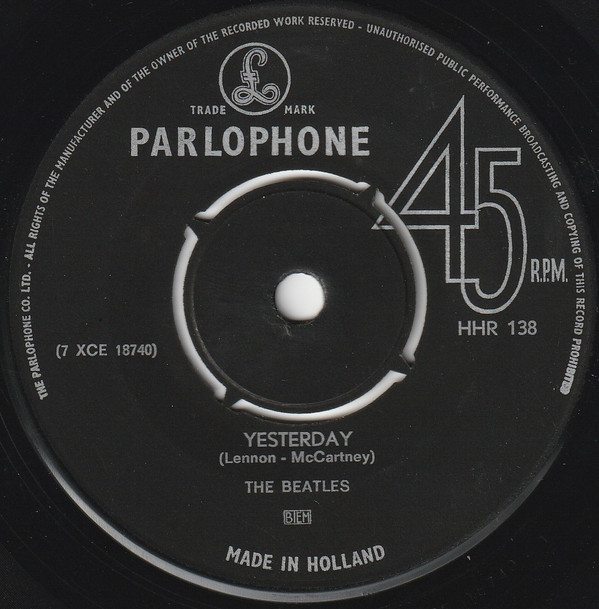 THE PARLOPHONE CO. LTD. - ALL RIGHTS OF THE MANUFACTURER AND OF THE OWNER OF THE RECORDED WORK RESERVED - UNAUTHORISED PUBLIC PERFORMANCE BROADCASTING AND COPYING OF THIS RECORD PROHIBITED
£
TRADE MARK
PARLOPHONE
45 R.P.M.
HHR 138
(7 XCE 18740)
YESTERDAY
(Lennon - McCartney)
THE BEATLES
BIEM
MADE IN HOLLAND